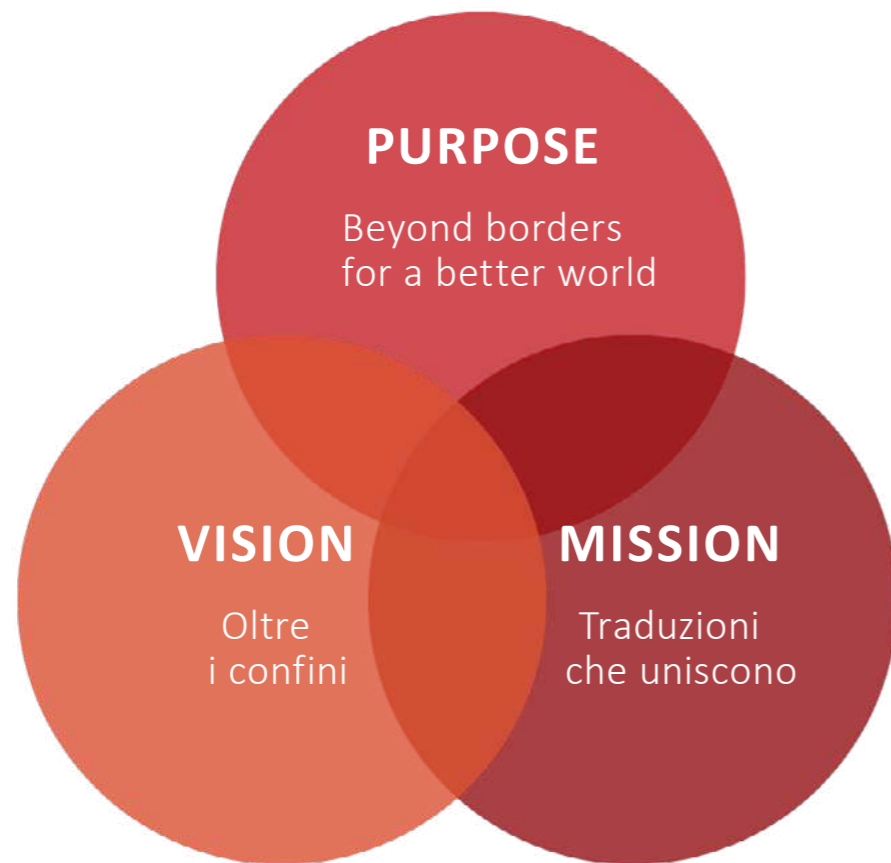 PURPOSE
Beyond borders
for a better world
VISION
Oltre
i confini
MISSION
Traduzioni
che uniscono